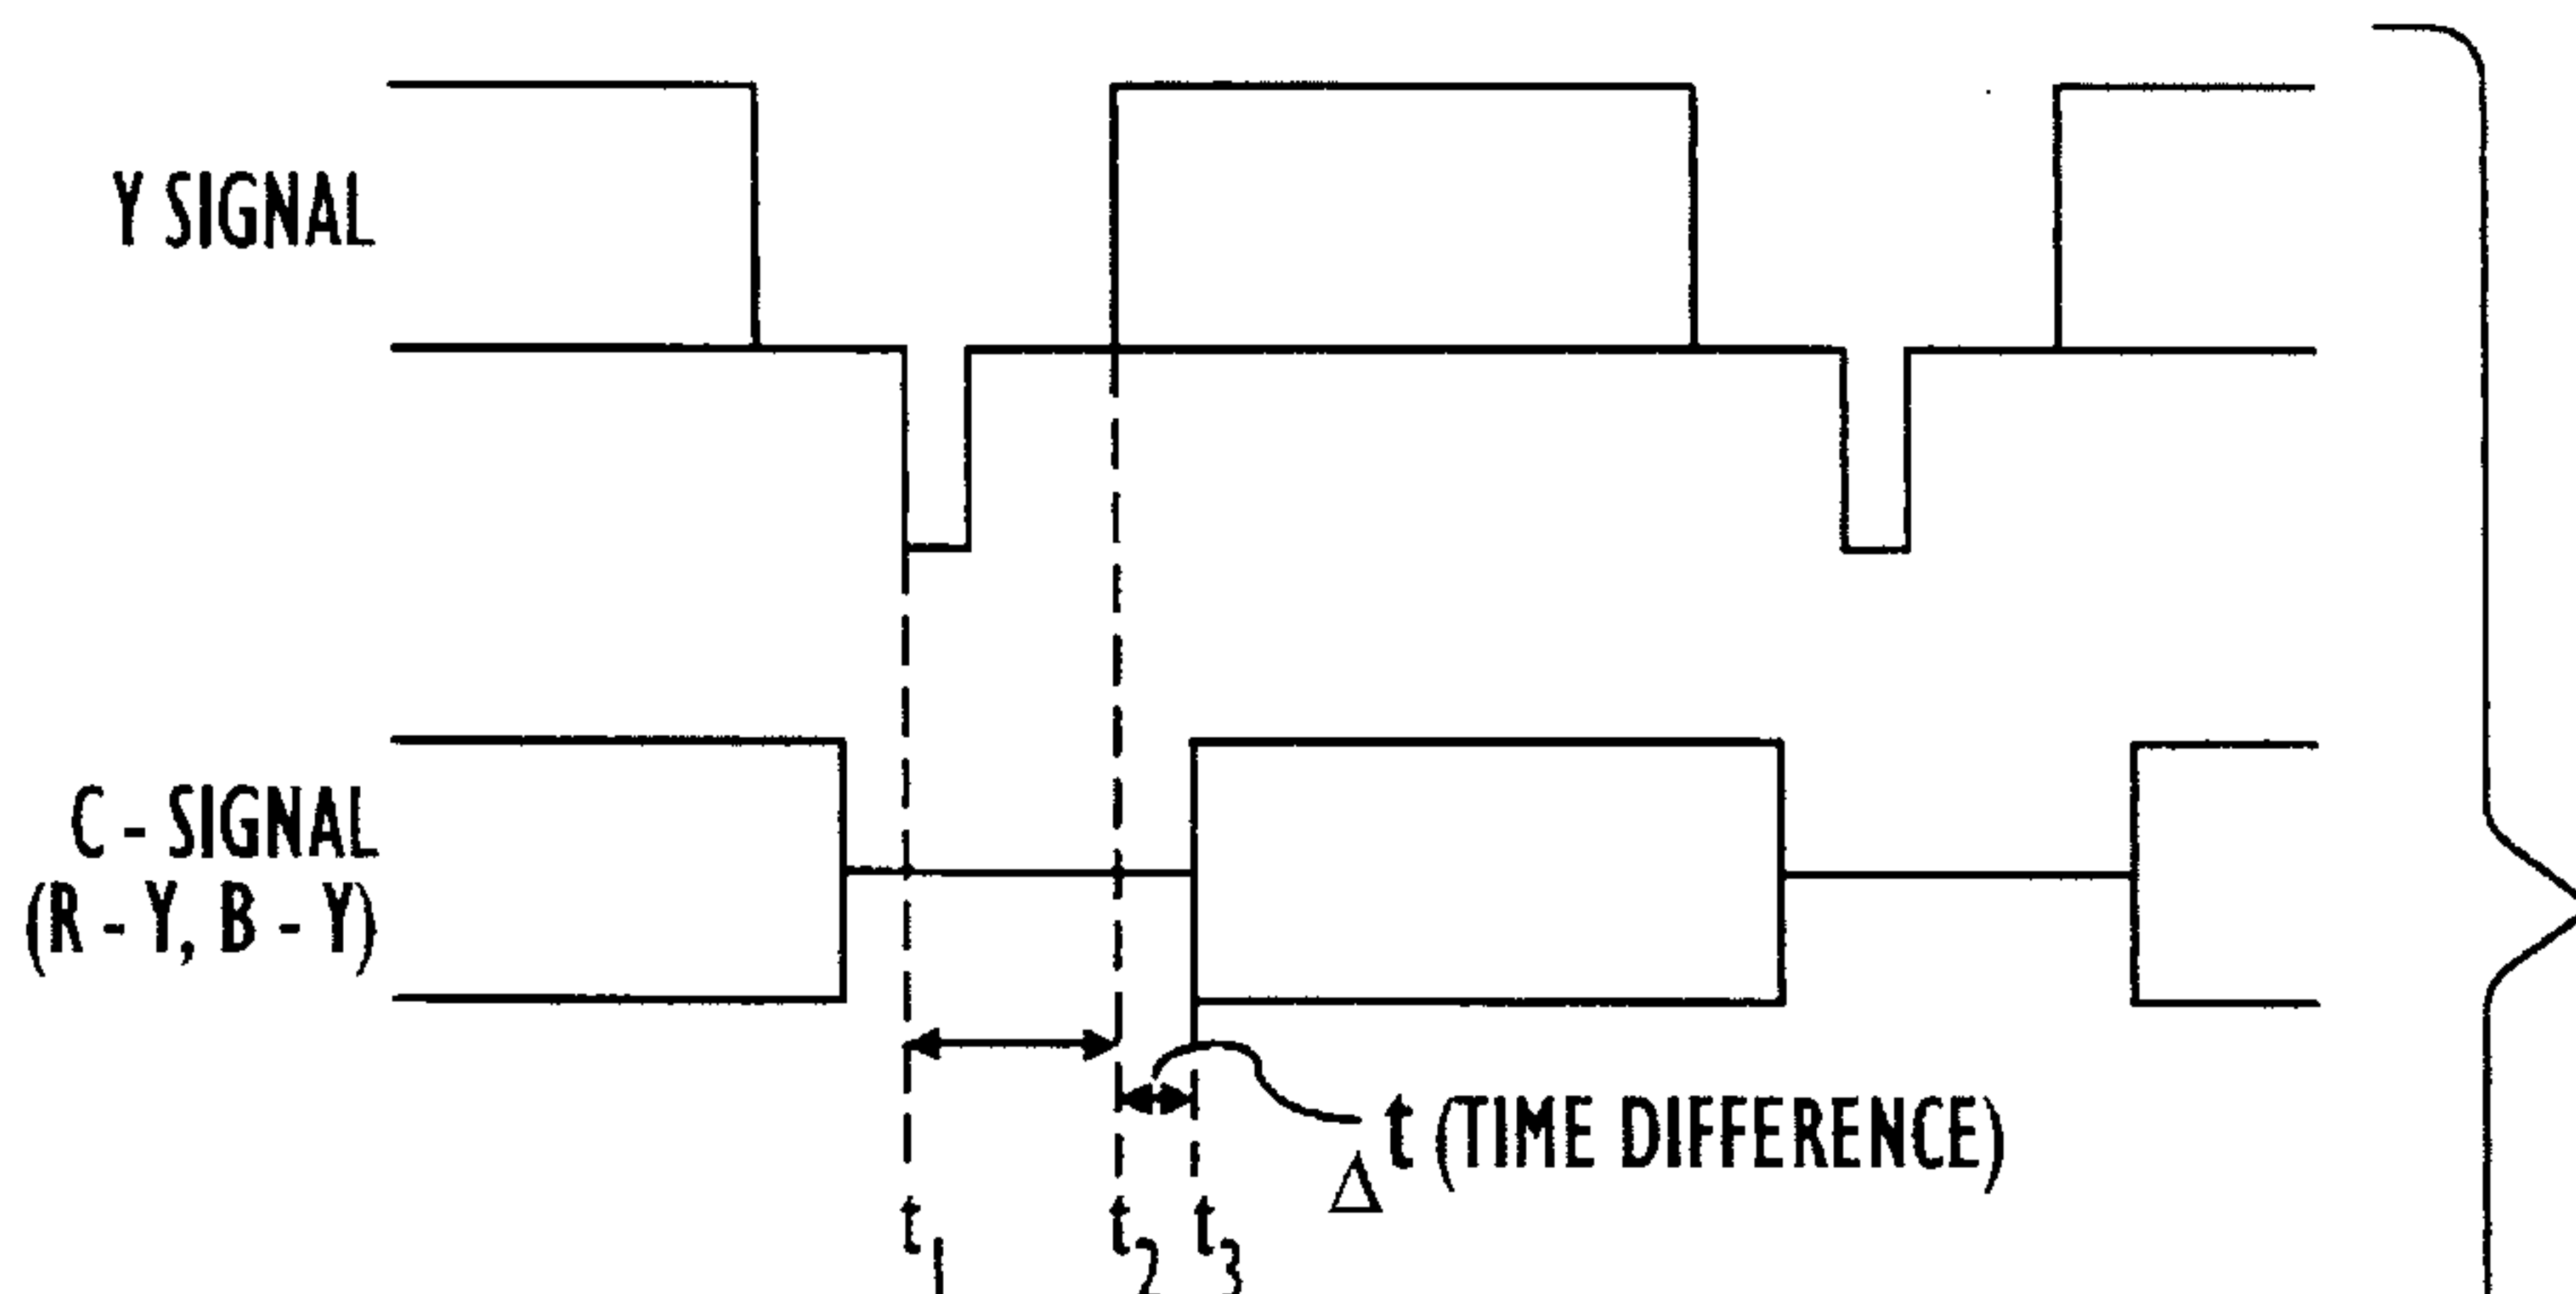 Y SIGNAL
C - SIGNAL
(R - Y, B - Y)
Δt (TIME DIFFERENCE)
t1 t2 t3